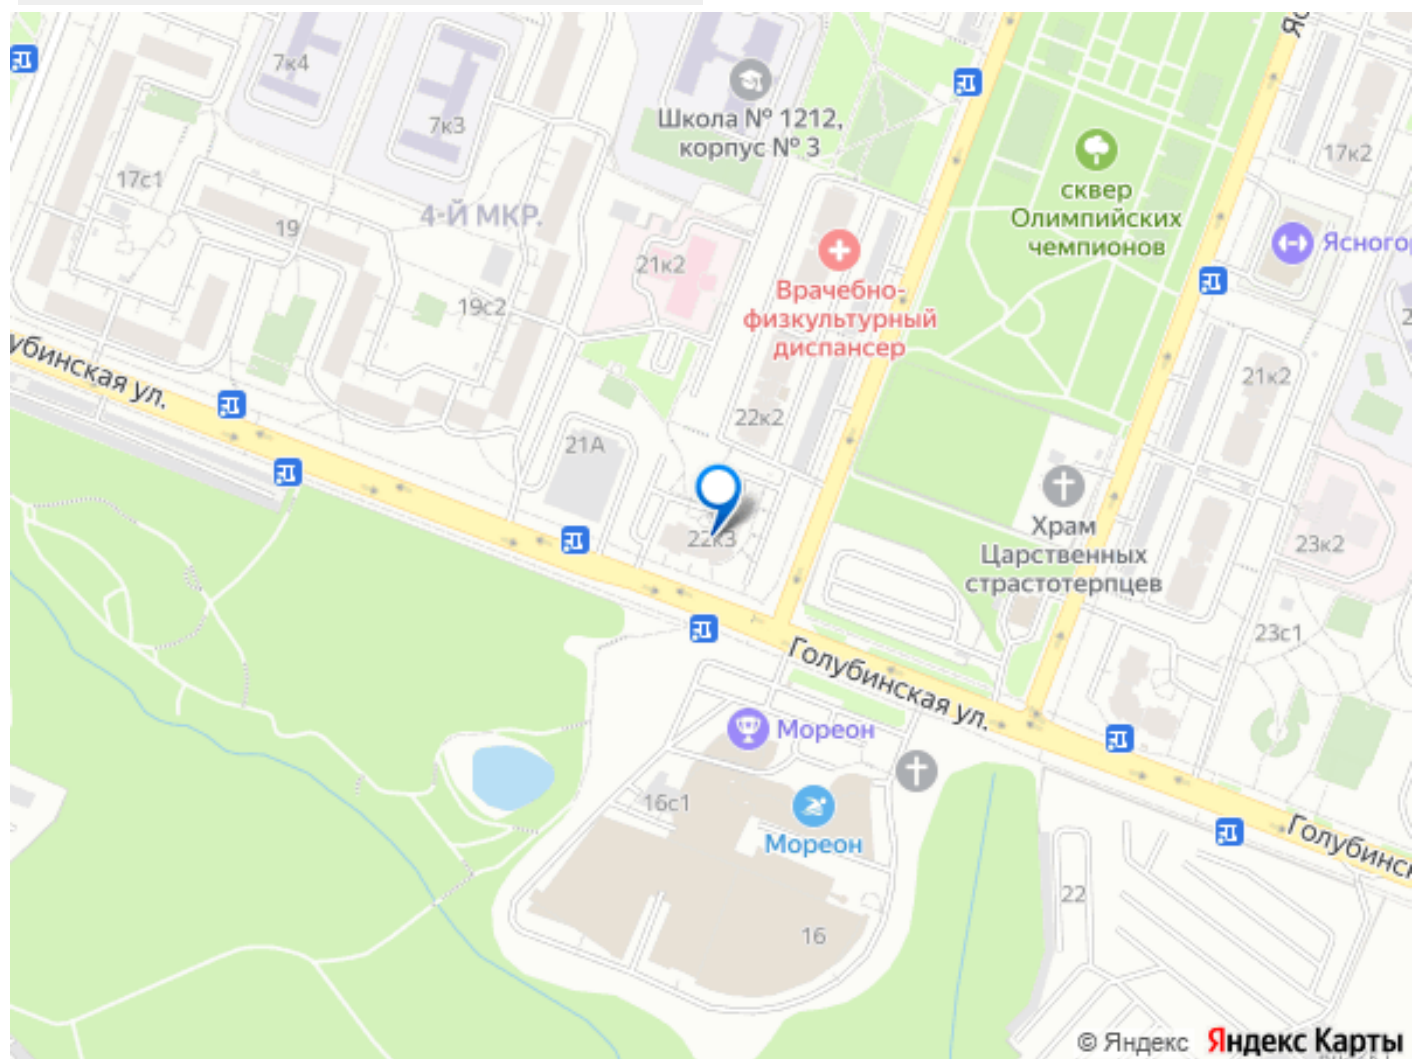 7к4
7к3
Школа № 1212,
корпус № 3
17с1
19
4-Й МКР.
21к2
19с2
Врачебно-
физкультурный
диспансер
сквер
Олимпийских
чемпионов
17к2
Ясного
21к2
22к2
21А
22к3
убинская ул.
Храм
Царственных
страстотерпцев
23к2
23с1
Голубинская ул.
Мореон
16с1
Мореон
16
22
Голубинск
© Яндекс Яндекс Карты